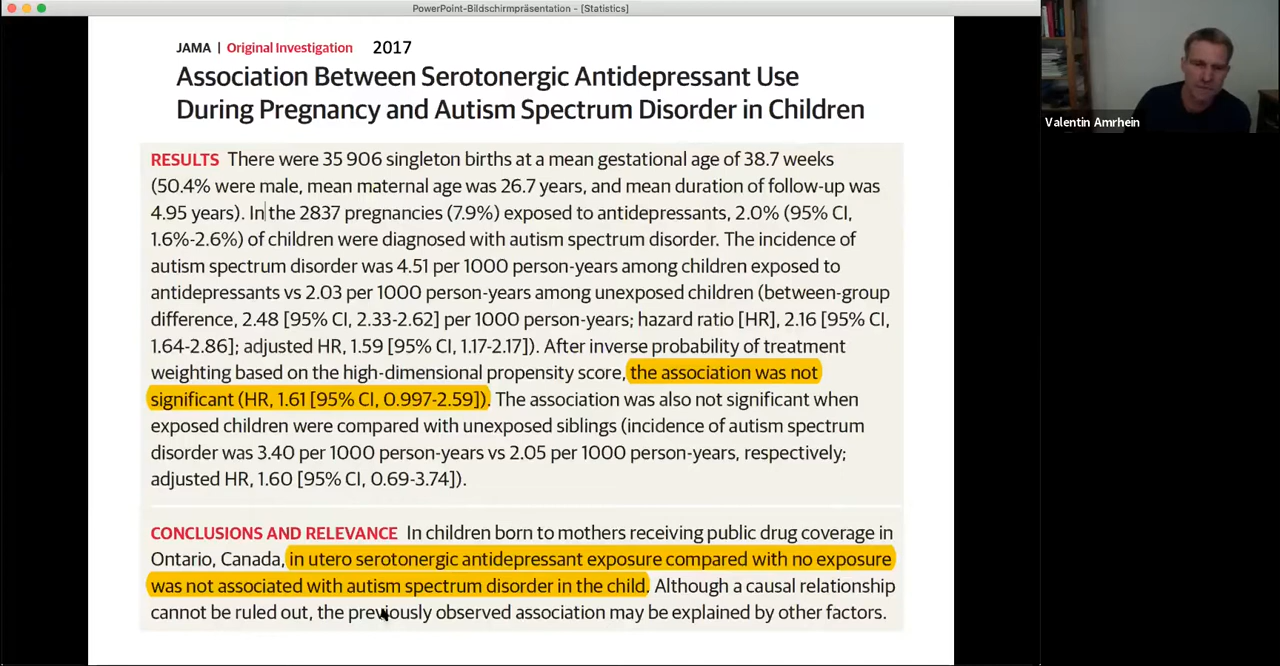 PowerPoint-Bildschirmpräsentation - [Statistics]
JAMA | Original Investigation 2017
Association Between Serotonergic Antidepressant Use
During Pregnancy and Autism Spectrum Disorder in Children
RESULTS There were 35 906 singleton births at a mean gestational age of 38.7 weeks
(50.4% were male, mean maternal age was 26.7 years, and mean duration of follow-up was
4.95 years). In the 2837 pregnancies (7.9%) exposed to antidepressants, 2.0% (95% CI,
1.6%-2.6%) of children were diagnosed with autism spectrum disorder. The incidence of
autism spectrum disorder was 4.51 per 1000 person-years among children exposed to
antidepressants vs 2.03 per 1000 person-years among unexposed children (between-group
difference, 2.48 [95% CI, 2.33-2.62] per 1000 person-years; hazard ratio [HR], 2.16 [95% CI,
1.64-2.86]; adjusted HR, 1.59 [95% CI, 1.17-2.17]). After inverse probability of treatment
weighting based on the high-dimensional propensity score, the association was not
significant (HR, 1.61 [95% CI, 0.997-2.59]). The association was also not significant when
exposed children were compared with unexposed siblings (incidence of autism spectrum
disorder was 3.40 per 1000 person-years vs 2.05 per 1000 person-years, respectively;
adjusted HR, 1.60 [95% CI, 0.69-3.74]).
CONCLUSIONS AND RELEVANCE In children born to mothers receiving public drug coverage in
Ontario, Canada, in utero serotonergic antidepressant exposure compared with no exposure
was not associated with autism spectrum disorder in the child. Although a causal relationship
cannot be ruled out, the previously observed association may be explained by other factors.
Valentin Amrhein